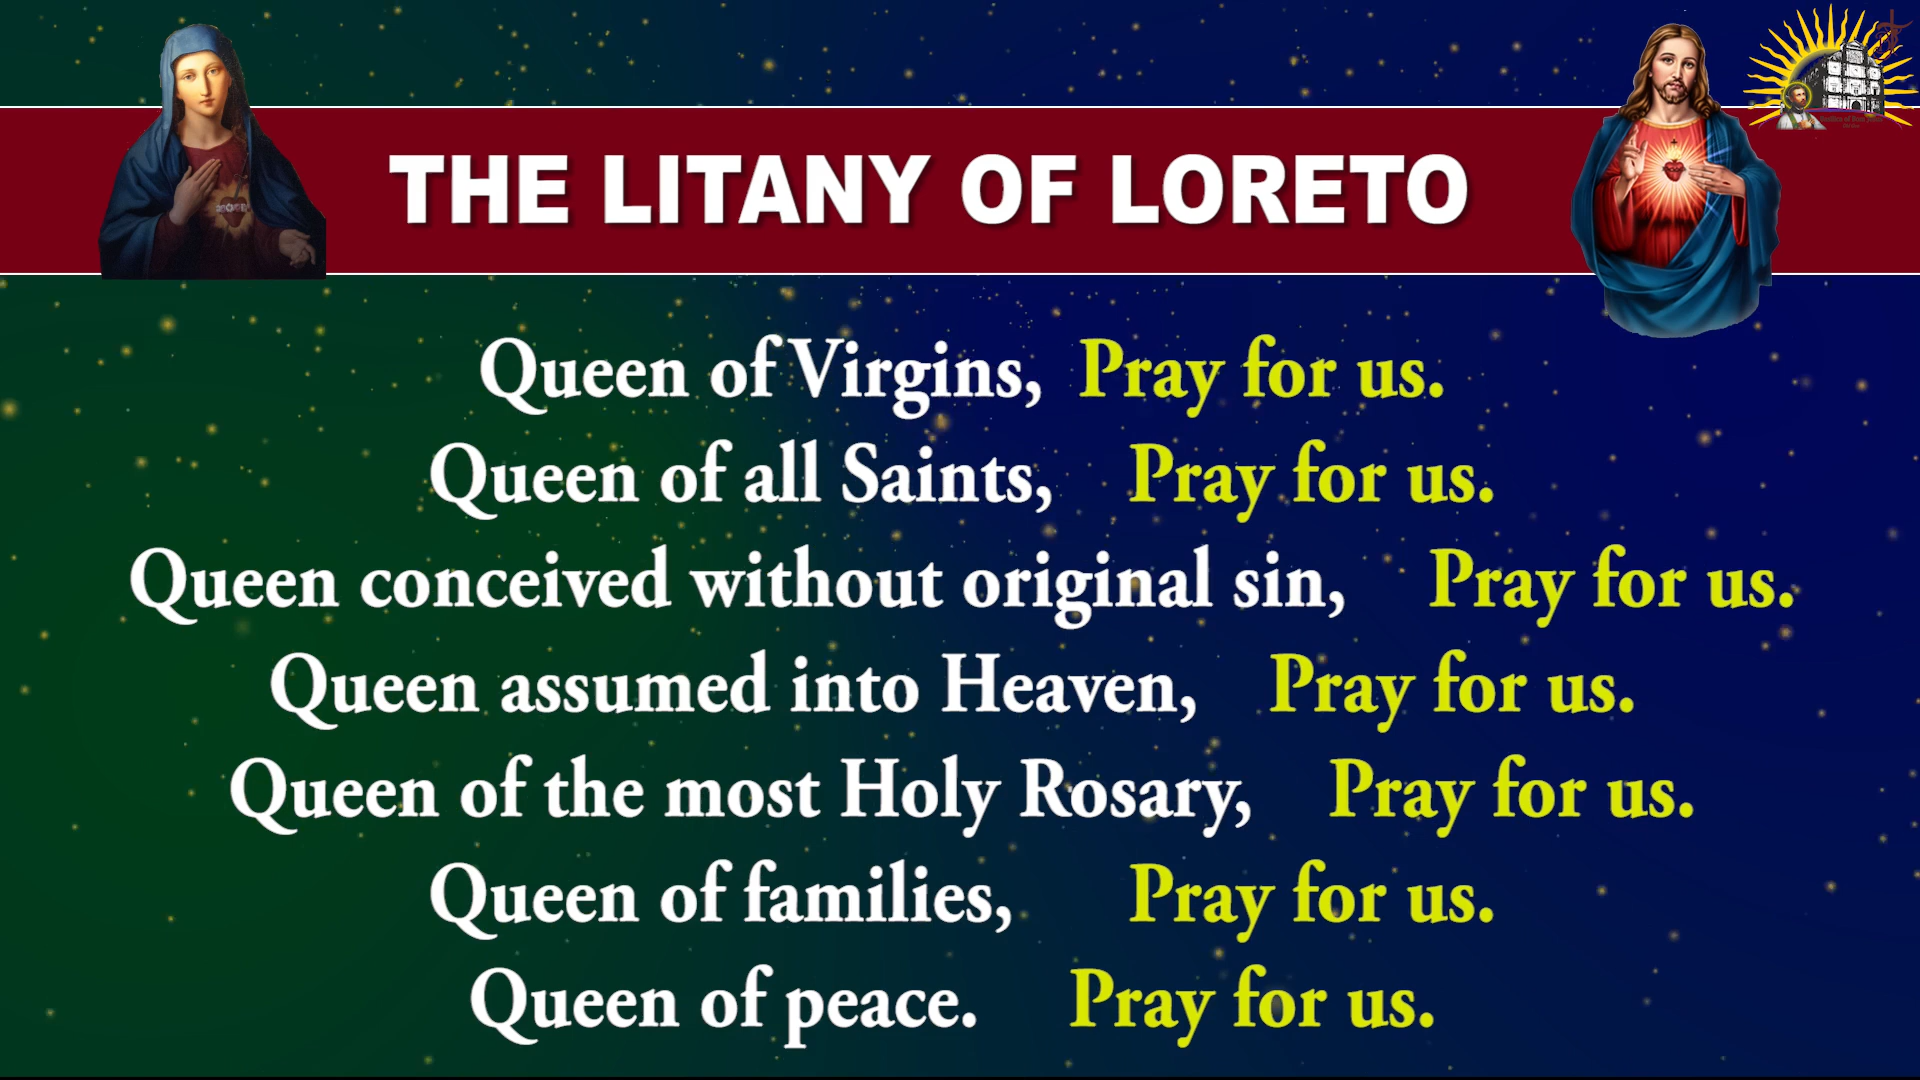 THE LITANY OF LORETO
Queen of Virgins, Pray for us.
Queen of all Saints, Pray for us.
Queen conceived without original sin, Pray for us.
Queen assumed into Heaven, Pray for us.
Queen of the most Holy Rosary, Pray for us.
Queen of families, Pray for us.
Queen of peace. Pray for us.